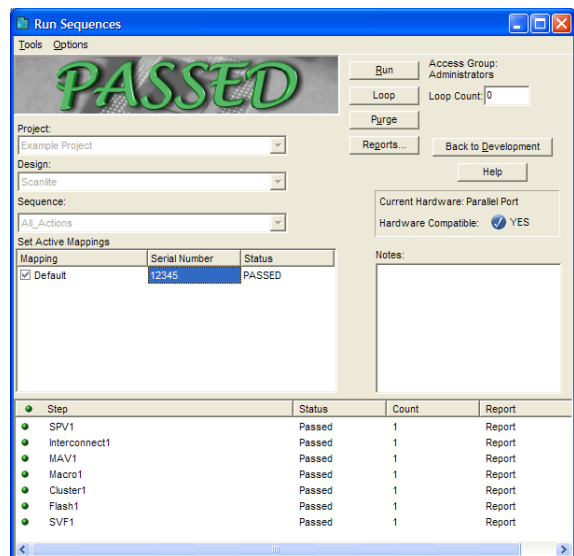 Run Sequences
Tools Options
PASSED
Run
Access Group:
Administrators
Loop
Loop Count: 0
Purge
Reports...
Back to Development
Help
Project:
Example Project
Design:
Scanlite
Sequence:
All_Actions
Current Hardware: Parallel Port
Hardware Compatible: YES
Set Active Mappings
Mapping Serial Number Status
Default 12345 PASSED
Notes:
Step Status Count Report
SPV1 Passed 1 Report
Interconnect1 Passed 1 Report
MAV1 Passed 1 Report
Macro1 Passed 1 Report
Cluster1 Passed 1 Report
Flash1 Passed 1 Report
SVF1 Passed 1 Report